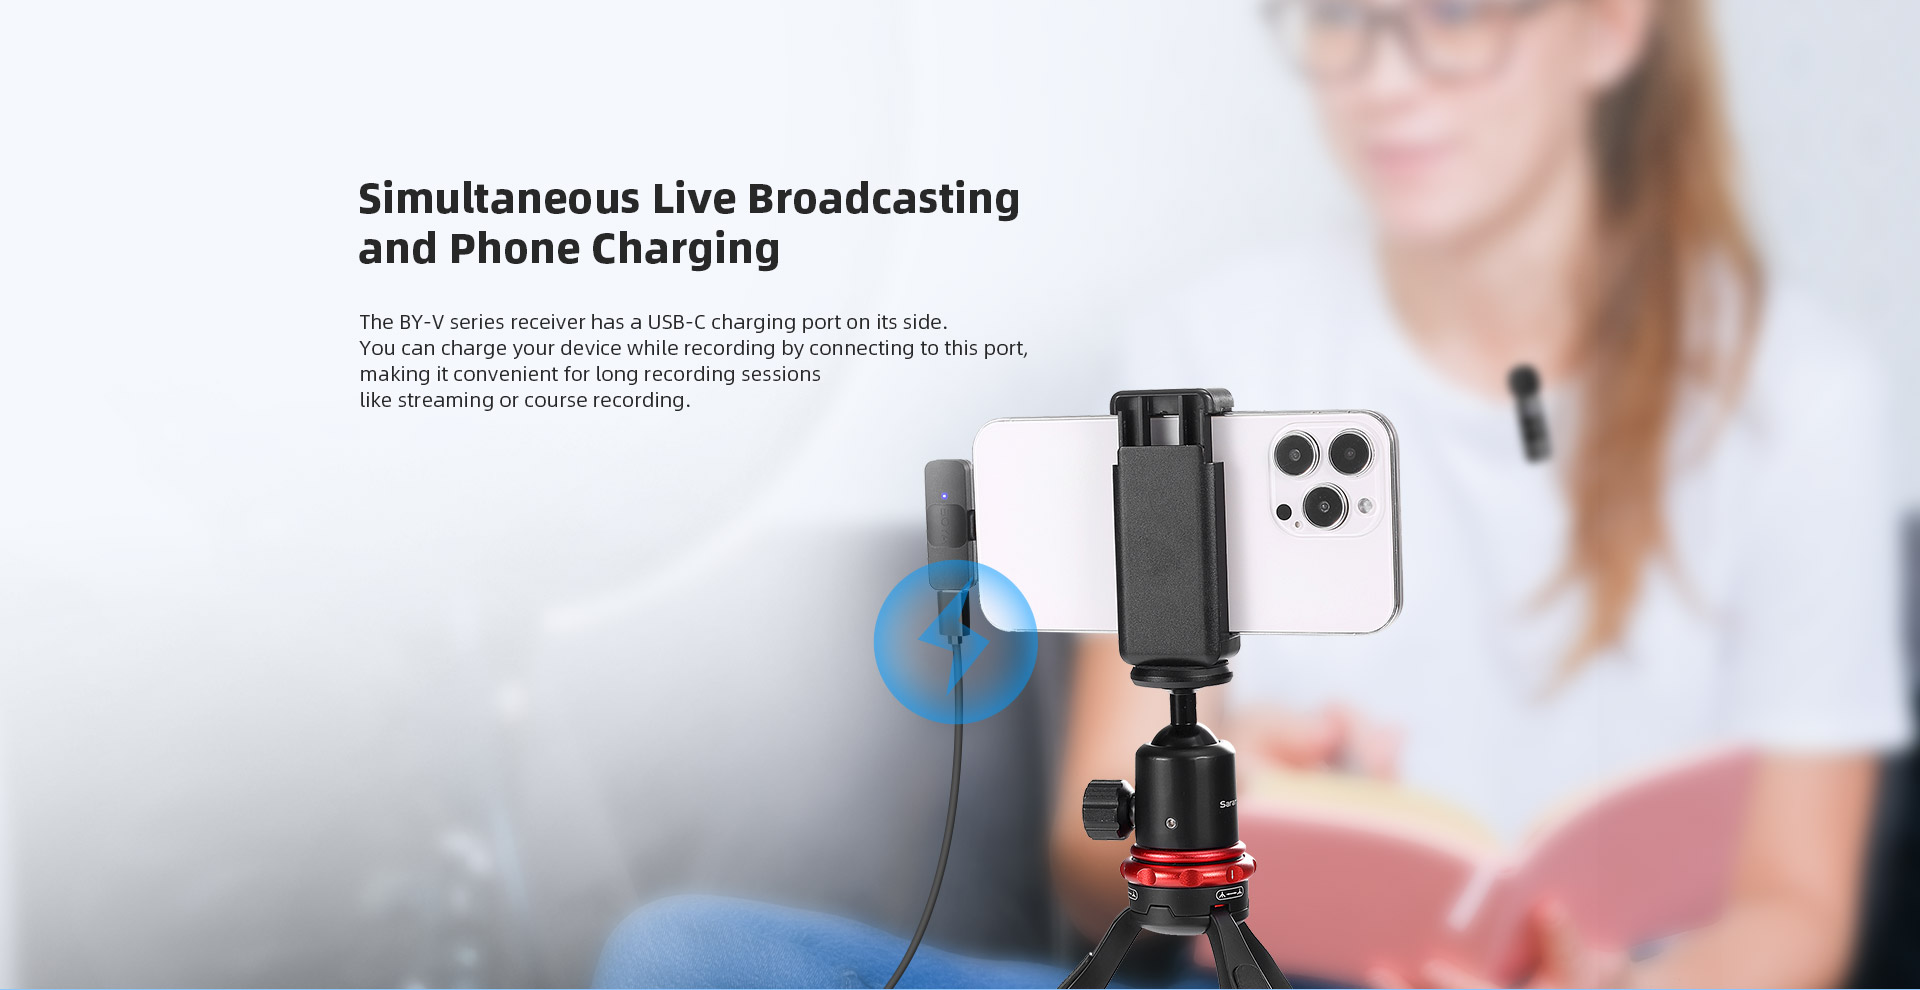 Simultaneous Live Broadcasting
and Phone Charging
The BY-V series receiver has a USB-C charging port on its side.
You can charge your device while recording by connecting to this port,
making it convenient for long recording sessions
like streaming or course recording.